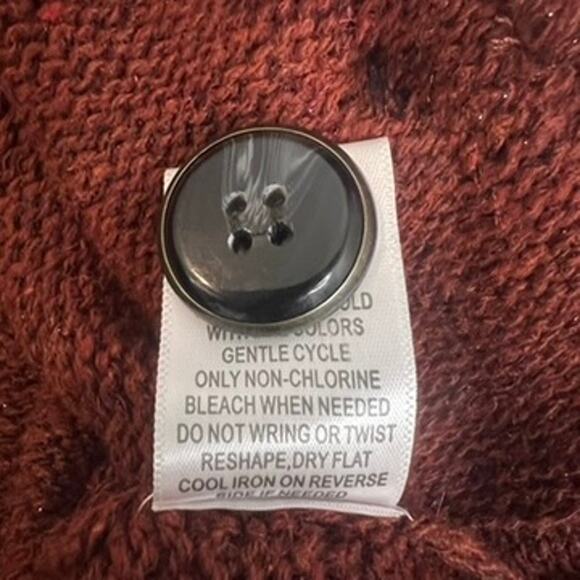 COLORS
GENTLE CYCLE
ONLY NON-CHLORINE
BLEACH WHEN NEEDED
DO NOT WRING OR TWIST
RESHAPE,DRY FLAT
COOL IRON ON REVERSE
SIDE IF NEEDED